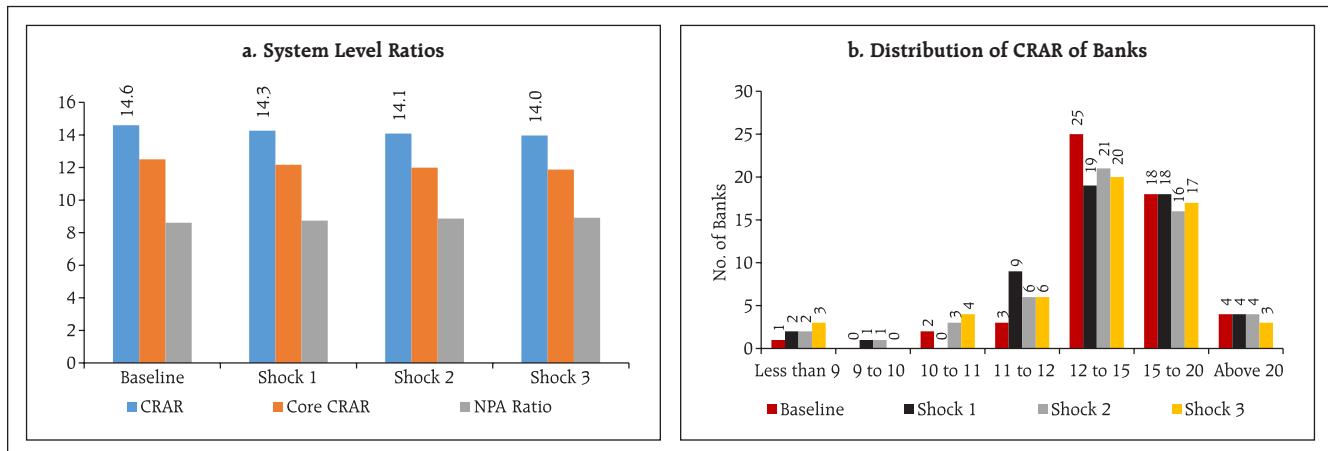 a. System Level Ratios
16
14
12
10
8
6
4
2
0
14.6
14.3
14.1
14.0
Baseline
Shock 1
Shock 2
Shock 3
CRAR
Core CRAR
NPA Ratio
b. Distribution of CRAR of Banks
No. of Banks
30
25
20
15
10
5
0
1
2
2
3
0
1
1
0
2
0
3
4
3
9
6
6
25
19
21
20
18
18
16
17
4
4
4
3
Less than 9
9 to 10
10 to 11
11 to 12
12 to 15
15 to 20
Above 20
Baseline
Shock 1
Shock 2
Shock 3